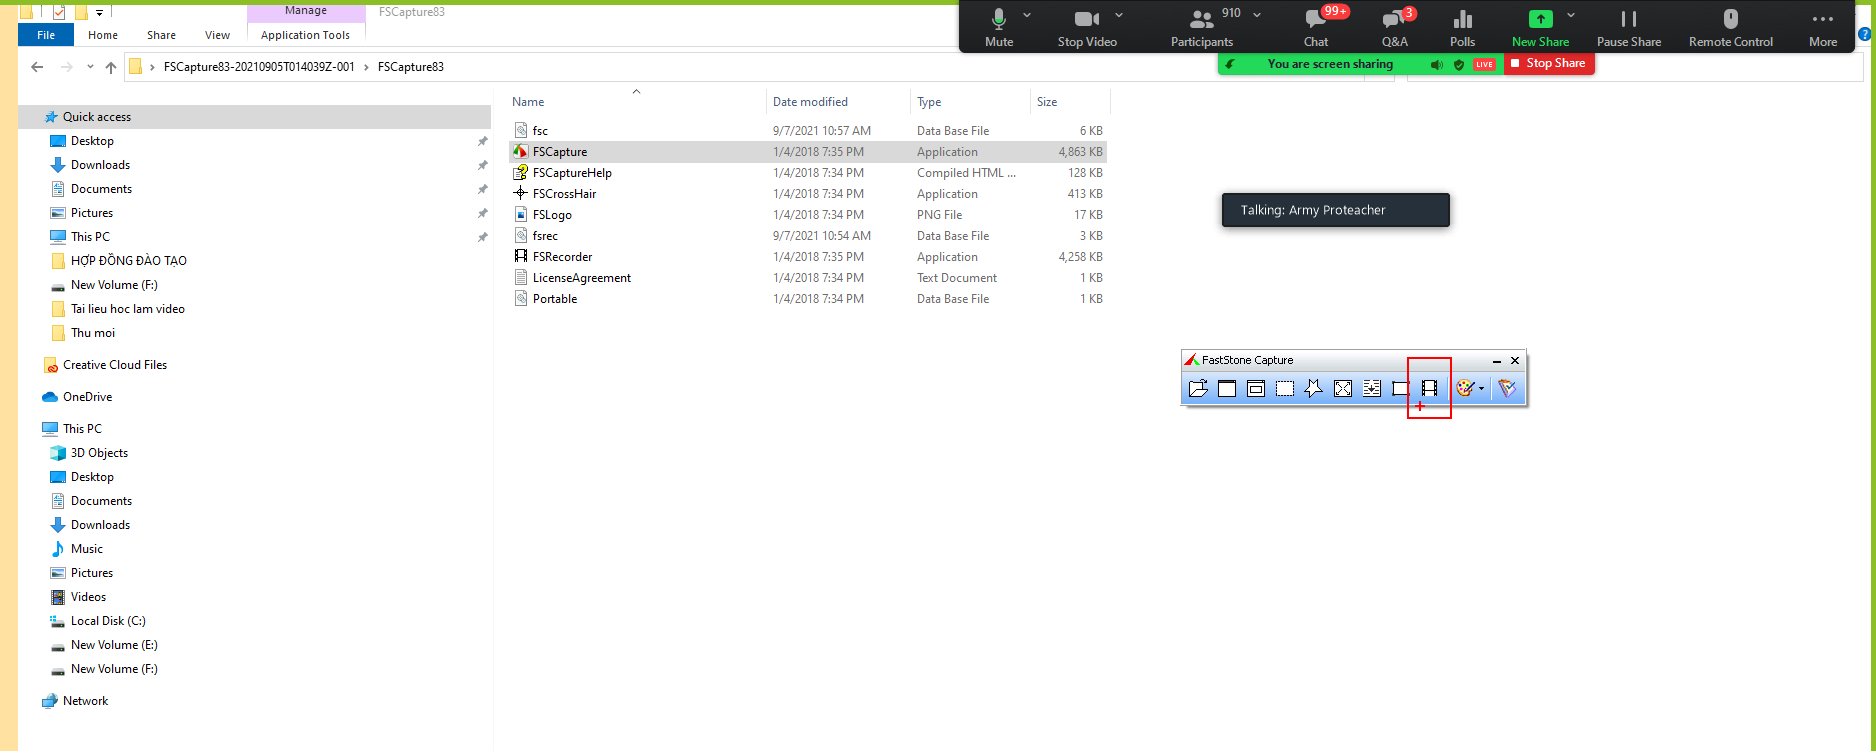 Manage
FSCapture83
File
Home
Share
View
Application Tools
Mute
Stop Video
Participants
910
Chat
99+
Q&A
3
Polls
New Share
Pause Share
Remote Control
More
You are screen sharing
LIVE
Stop Share
FSCapture83-20210905T014039Z-001
FSCapture83
Name
Date modified
Type
Size
fsc 9/7/2021 10:57 AM Data Base File 6 KB
FSCapture 1/4/2018 7:35 PM Application 4,863 KB
FSCaptureHelp 1/4/2018 7:34 PM Compiled HTML ... 128 KB
FSCrossHair 1/4/2018 7:34 PM Application 413 KB
FSLogo 1/4/2018 7:34 PM PNG File 17 KB
fsrec 9/7/2021 10:54 AM Data Base File 3 KB
FSRecorder 1/4/2018 7:35 PM Application 4,258 KB
LicenseAgreement 1/4/2018 7:34 PM Text Document 1 KB
Portable 1/4/2018 7:34 PM Data Base File 1 KB
Quick access
Desktop
Downloads
Documents
Pictures
This PC
HỢP ĐỒNG ĐÀO TẠO
New Volume (F:)
Tai lieu hoc lam video
Thu moi
Creative Cloud Files
OneDrive
This PC
3D Objects
Desktop
Documents
Downloads
Music
Pictures
Videos
Local Disk (C:)
New Volume (E:)
New Volume (F:)
Network
Talking: Army Proteacher
FastStone Capture